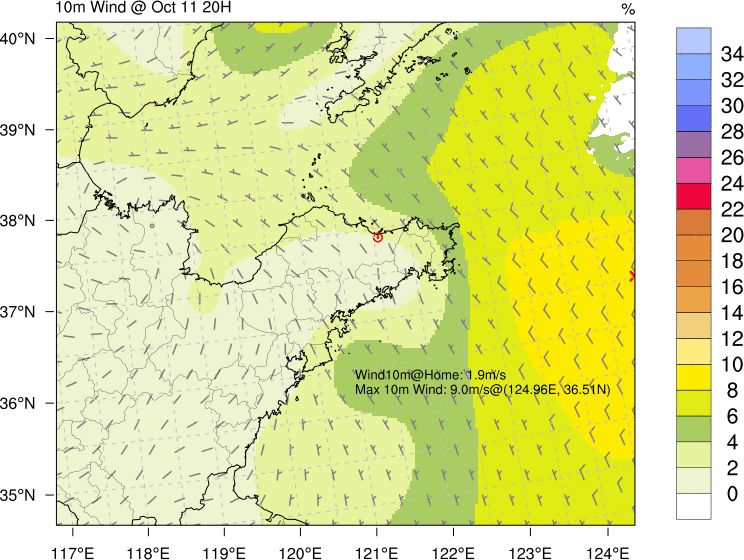 10m Wind @ Oct 11 20H
%
40°N
39°N
38°N
37°N
36°N
35°N
Wind10m@Home: 1.9m/s
Max 10m Wind: 9.0m/s@(124.96E, 36.51N)
117°E 118°E 119°E 120°E 121°E 122°E 123°E 124°E
34
32
30
28
26
24
22
20
18
16
14
12
10
8
6
4
2
0